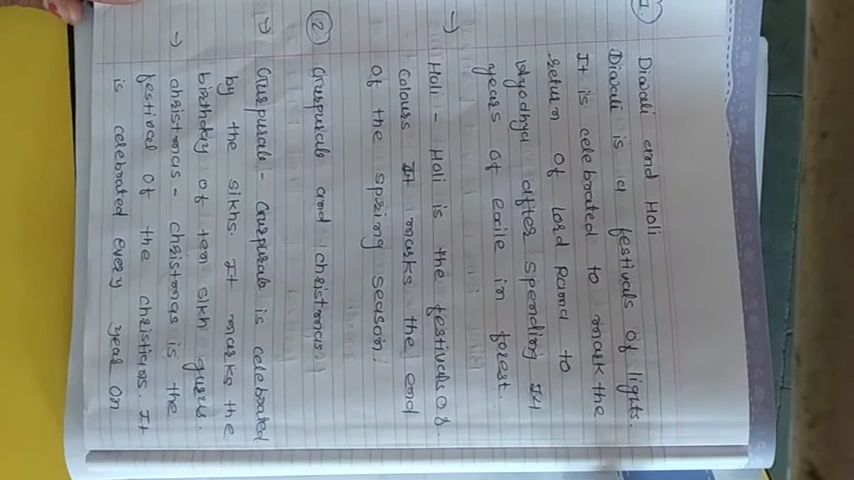 1 Diwali and Holi
Diwali is a festivals of lights.
It is celebrated to mark the
return of lord Rama to
Ayodhya after spending 14
years of exile in forest.
→ Holi - Holi is the festivals of
colours It marks the end
of the spring season.
2 Gurpurab and christmas.
→ Gurpurab - Gurpurab is celebrated
by the sikhs. It marks the
birthday of ten sikh gurus.
→ christmas - christmas is the
festival of the christians. It
is celebrated every year on